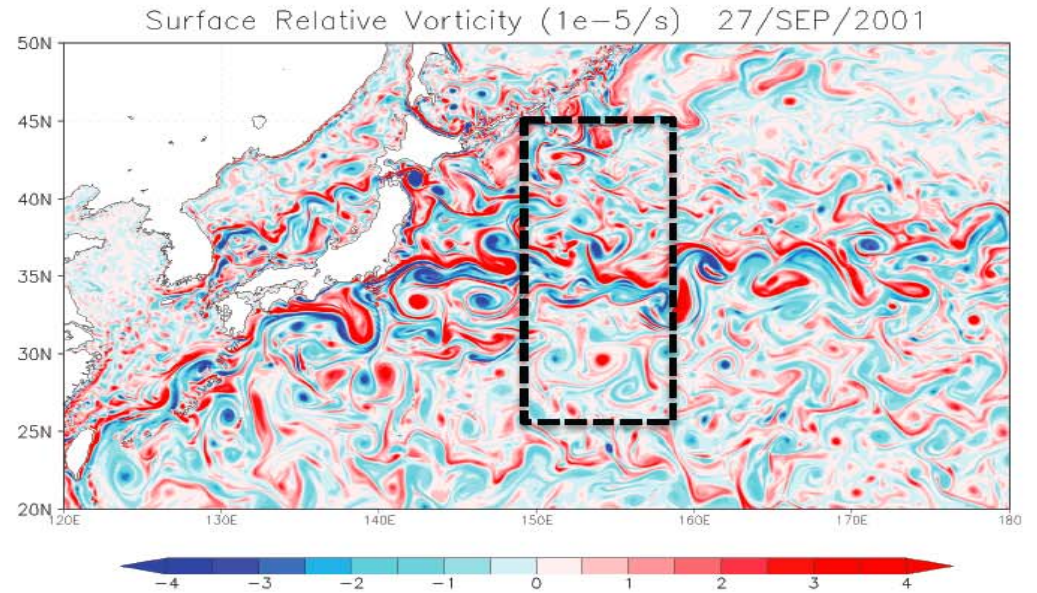 Surface Relative Vorticity (1e−5/s) 27/SEP/2001
50N
45N
40N
35N
30N
25N
20N
120E 130E 140E 150E 160E 170E 180
−4 −3 −2 −1 0 1 2 3 4